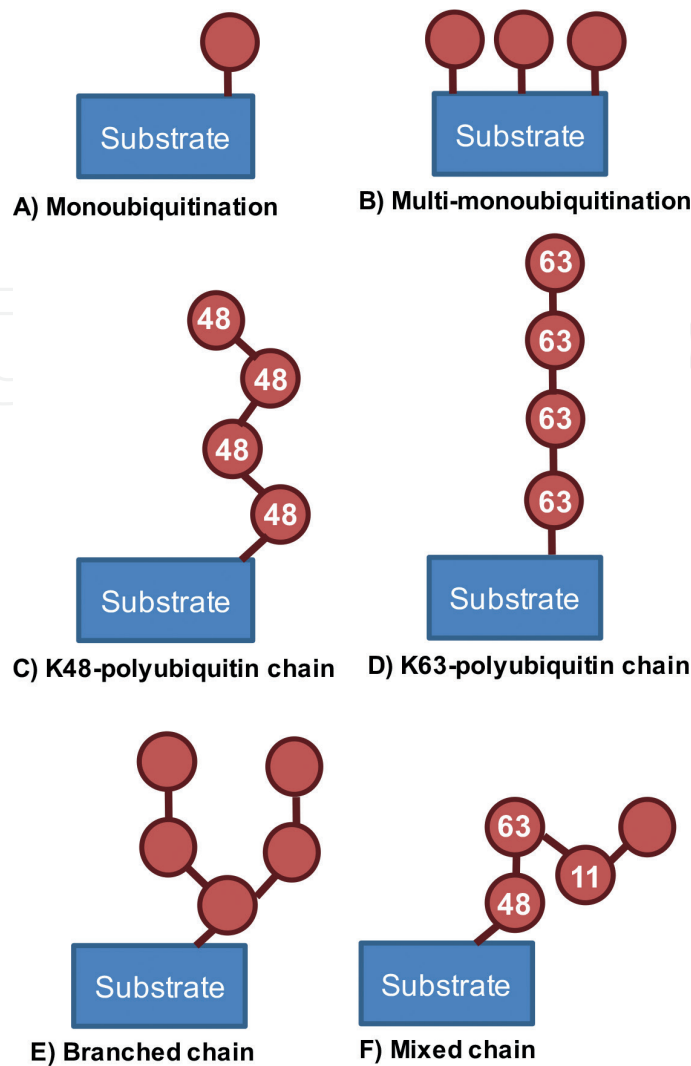 Substrate
A) Monoubiquitination
Substrate
B) Multi-monoubiquitination
48
48
48
48
Substrate
C) K48-polyubiquitin chain
63
63
63
63
Substrate
D) K63-polyubiquitin chain
Substrate
E) Branched chain
63
11
48
Substrate
F) Mixed chain